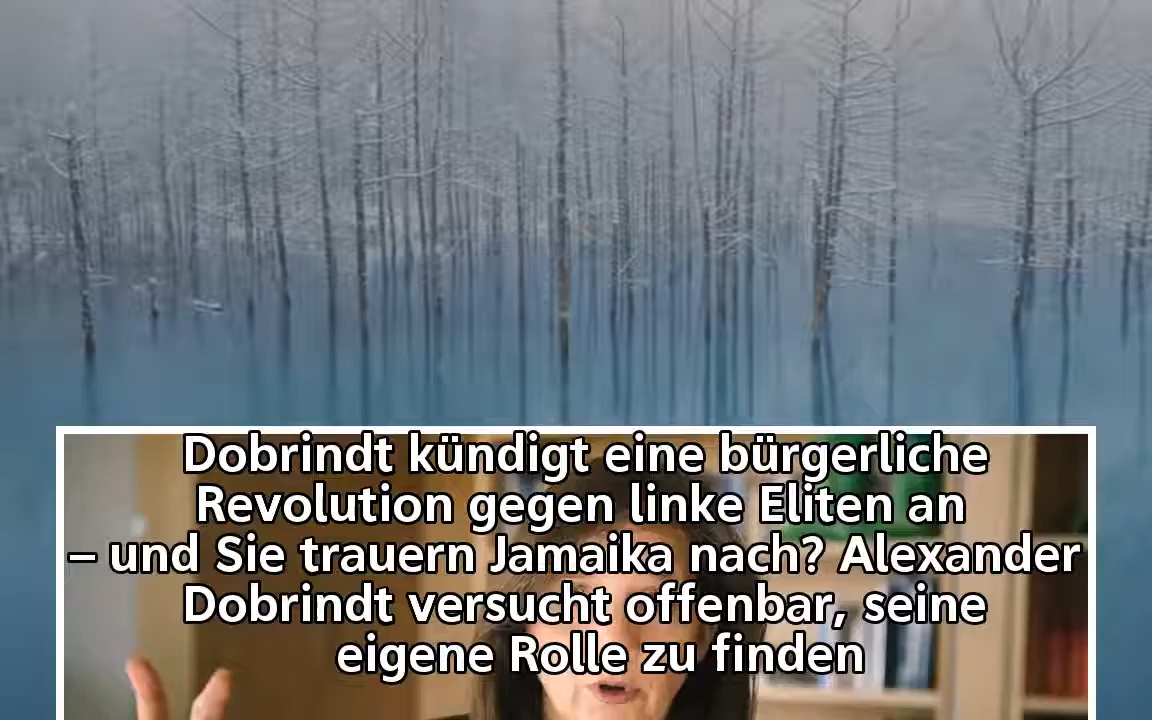 Dobrindt kündigt eine bürgerliche
Revolution gegen linke Eliten an
– und Sie trauern Jamaika nach? Alexander
Dobrindt versucht offenbar, seine
eigene Rolle zu finden